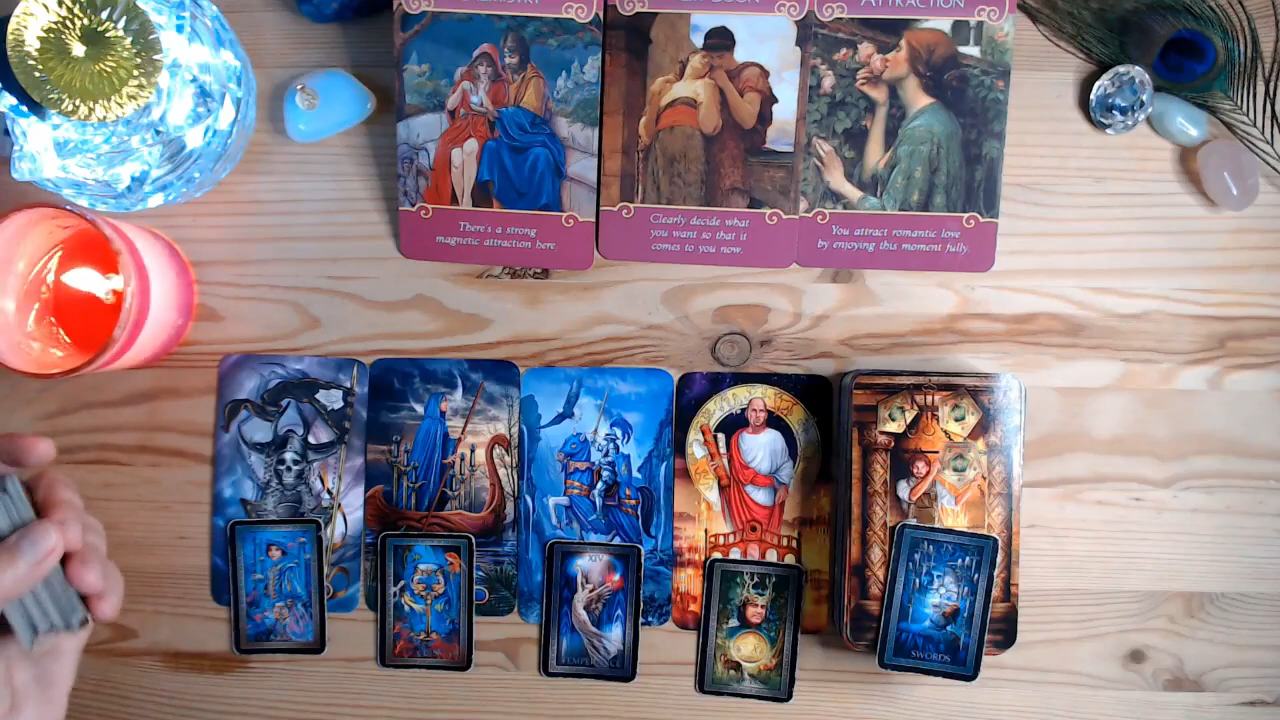 ATTRACTION
There's a strong
magnetic attraction here.
Clearly decide what
you want so that it
comes to you now.
You attract romantic love
by enjoying this moment fully.
XIV
SWORDS